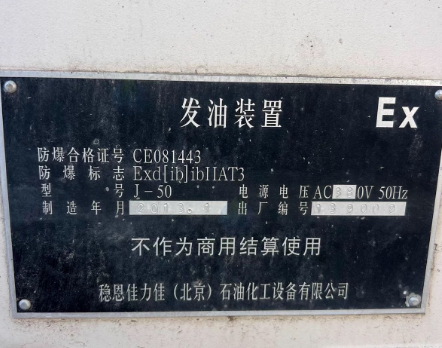 发油装置 Ex
防爆合格证号 CE081443
防爆标志 Exd[ib]ibIIAT3
型号 J-50 电源电压 AC 0V 50Hz
制造年月 出厂编号
不作为商用结算使用
稳恩佳力佳（北京）石油化工设备有限公司